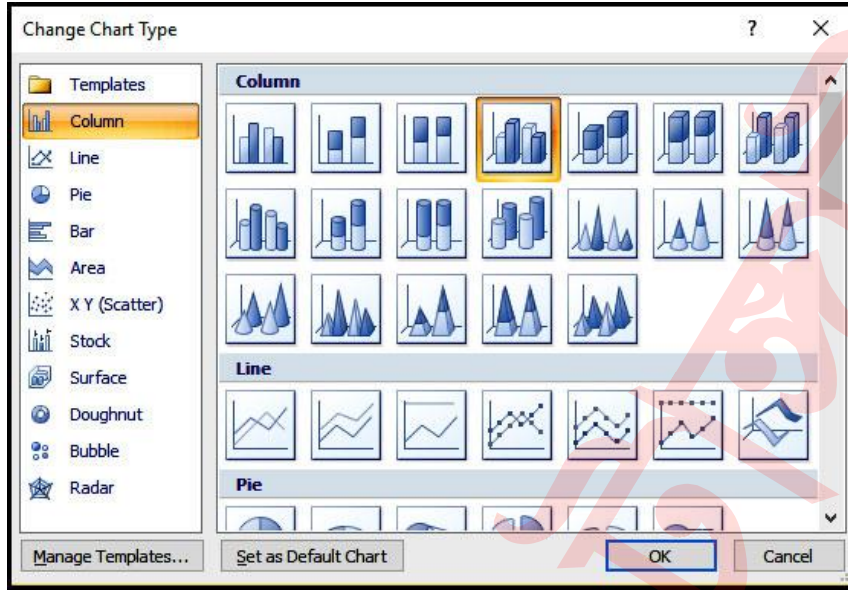 Change Chart Type
Templates
Column
Line
Pie
Bar
Area
X Y (Scatter)
Stock
Surface
Doughnut
Bubble
Radar
Column
Line
Pie
Manage Templates...
Set as Default Chart
OK
Cancel